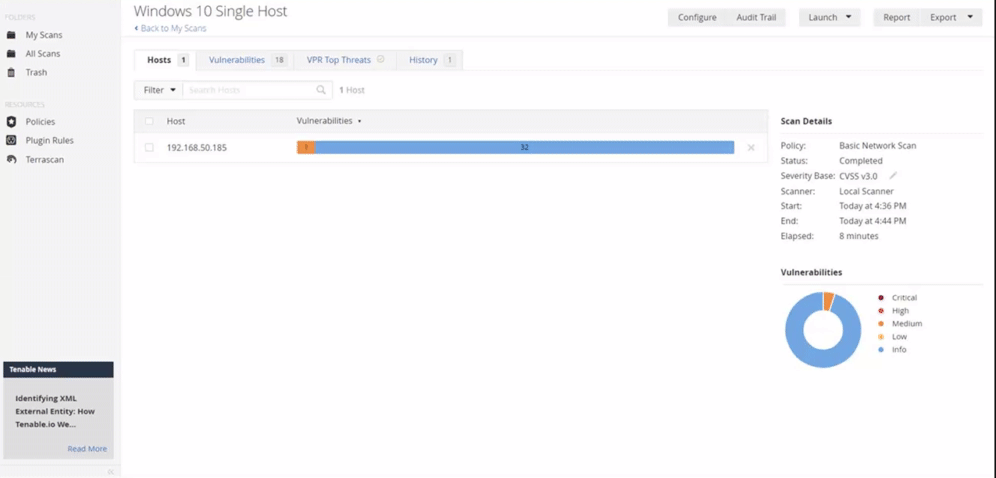 Windows 10 Single Host
Back to My Scans
Configure
Audit Trail
Launch
Report
Export
FOLDERS
My Scans
All Scans
Trash
RESOURCES
Policies
Plugin Rules
Terrascan
Hosts 1
Vulnerabilities 18
VPR Top Threats
History 1
Filter
Search Hosts
1 Host
Host
Vulnerabilities
192.168.50.185
32
Scan Details
Policy: Basic Network Scan
Status: Completed
Severity Base: CVSS v3.0
Scanner: Local Scanner
Start: Today at 4:36 PM
End: Today at 4:44 PM
Elapsed: 8 minutes
Vulnerabilities
Critical
High
Medium
Low
Info
Tenable News
Identifying XML
External Entity: How
Tenable.io We...
Read More